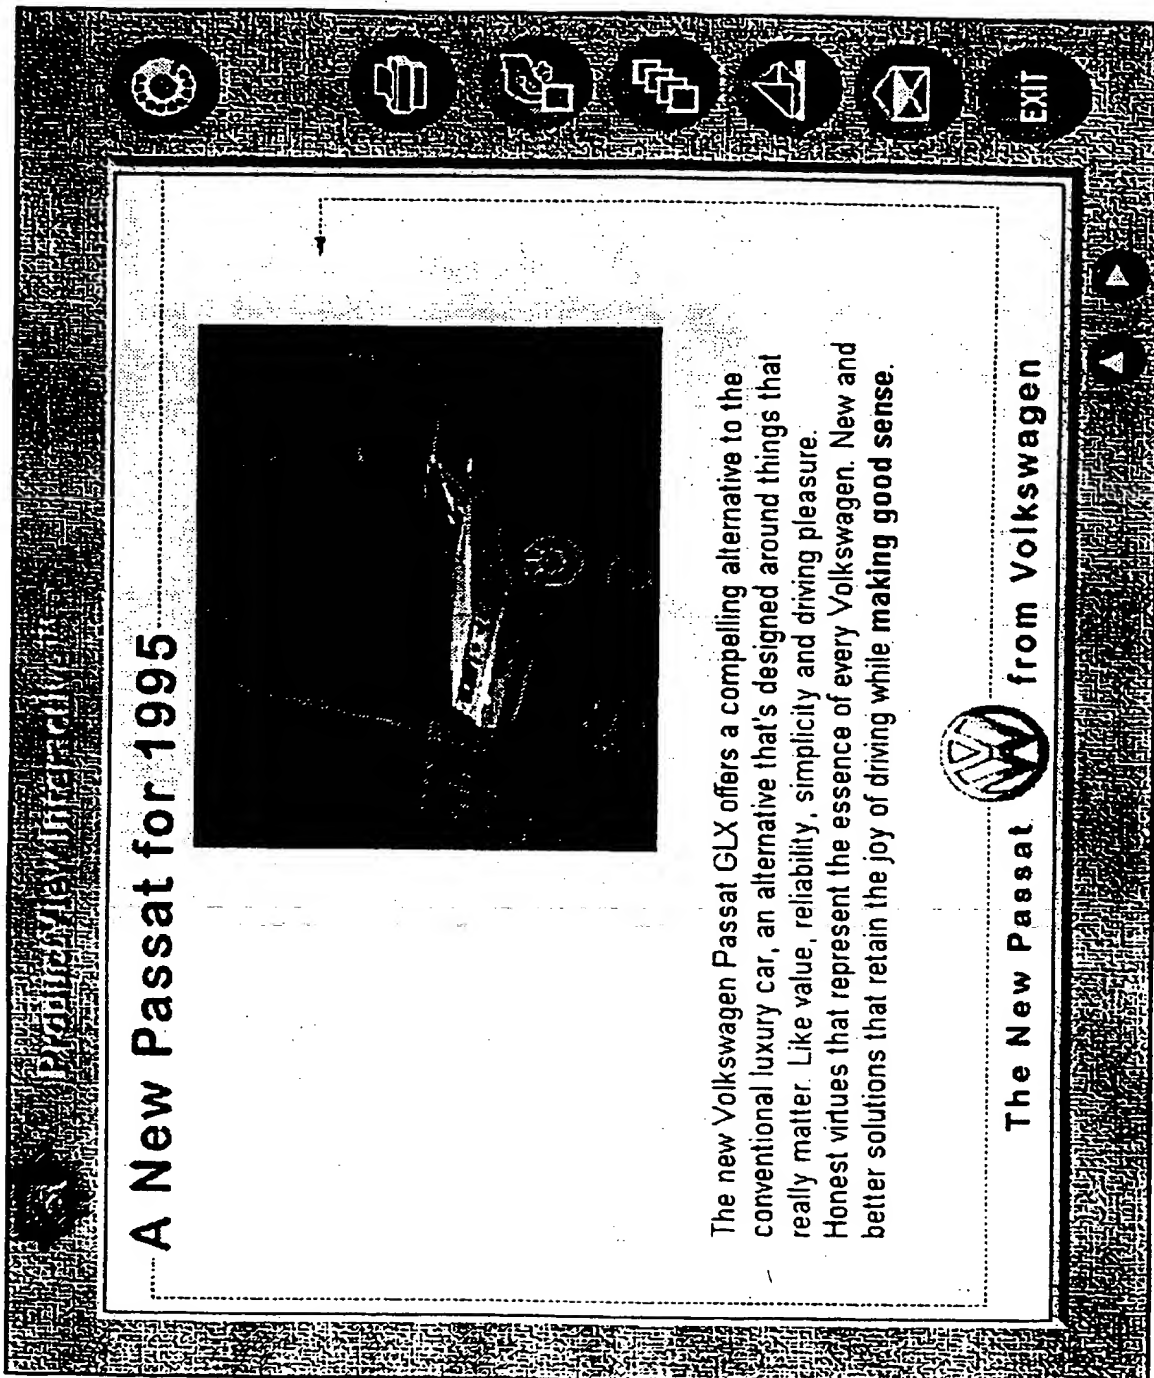 ProductView Interactive
A New Passat for 1995
The new Volkswagen Passat GLX offers a compelling alternative to the
conventional luxury car, an alternative that's designed around things that
really matter. Like value, reliability, simplicity and driving pleasure.
Honest virtues that represent the essence of every Volkswagen. New and
better solutions that retain the joy of driving while making good sense.
The New Passat from Volkswagen
EXIT